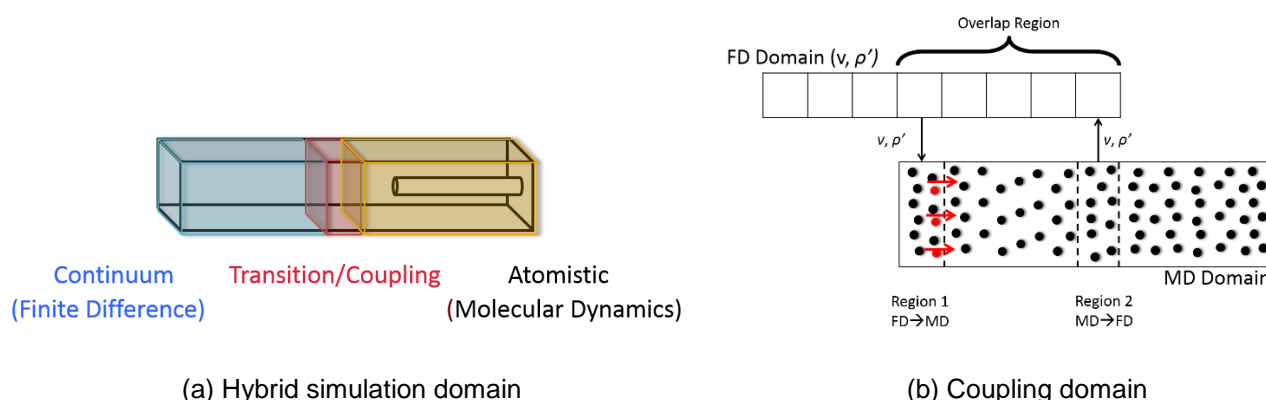 Continuum
(Finite Difference)
Transition/Coupling
Atomistic
(Molecular Dynamics)
(a) Hybrid simulation domain
Overlap Region
FD Domain (v, ρ')
v, ρ'
v, ρ'
MD Domain
Region 1
FD→MD
Region 2
MD→FD
(b) Coupling domain